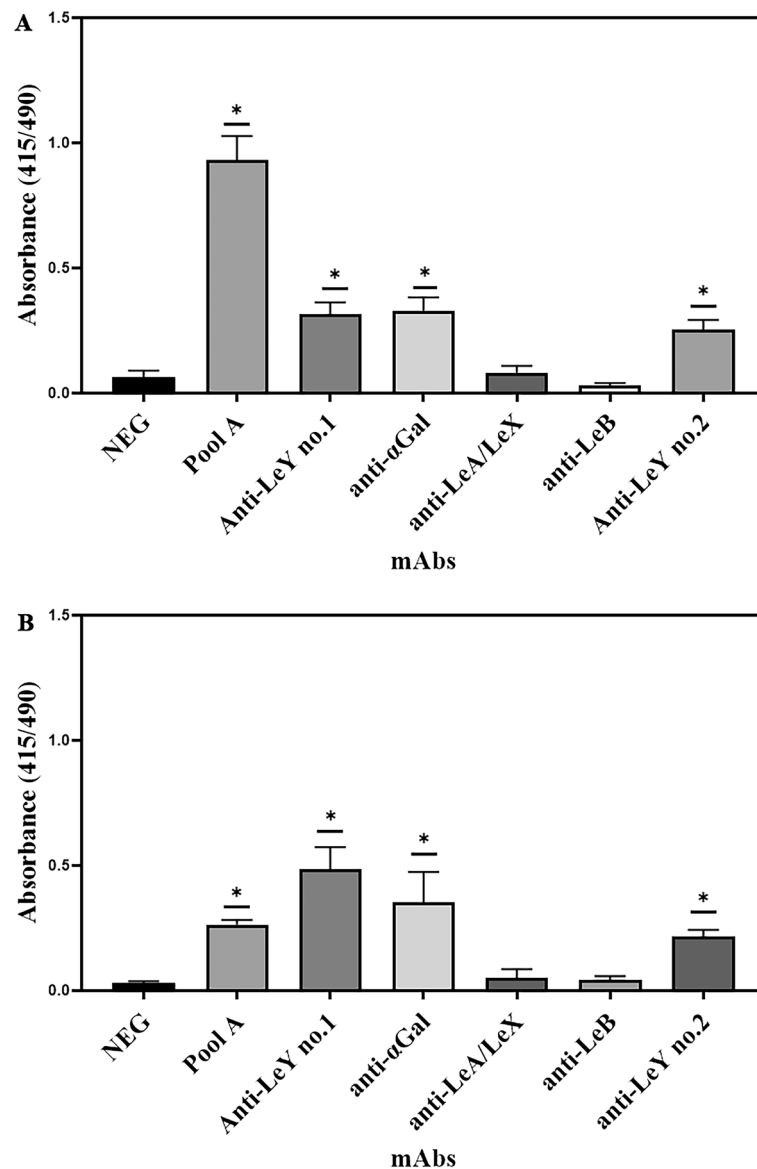 A
Absorbance (415/490)
1.5
1.0
0.5
0.0
*
*
*
*
NEG
Pool A
Anti-LeY no.1
anti-αGal
anti-LeA/LeX
anti-LeB
Anti-LeY no.2
mAbs
B
Absorbance (415/490)
1.5
1.0
0.5
0.0
*
*
*
*
NEG
Pool A
Anti-LeY no.1
anti-αGal
anti-LeA/LeX
anti-LeB
anti-LeY no.2
mAbs